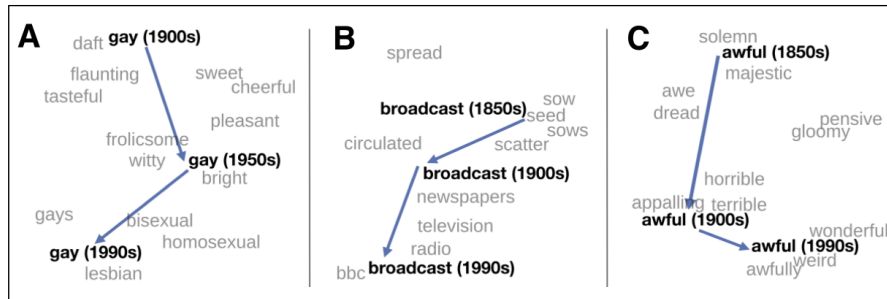 A
daft gay (1900s)
flaunting sweet
tasteful cheerful
pleasant
frolicsome
witty gay (1950s)
bright
gays bisexual
homosexual
gay (1990s)
lesbian
B
spread
broadcast (1850s) sow
seed
sows
circulated scatter
broadcast (1900s)
newspapers
television
radio
bbc broadcast (1990s)
C
solemn
awful (1850s)
majestic
awe
dread pensive
gloomy
horrible
appalling terrible
awful (1900s)
wonderful
awful (1990s)
weird
awfully